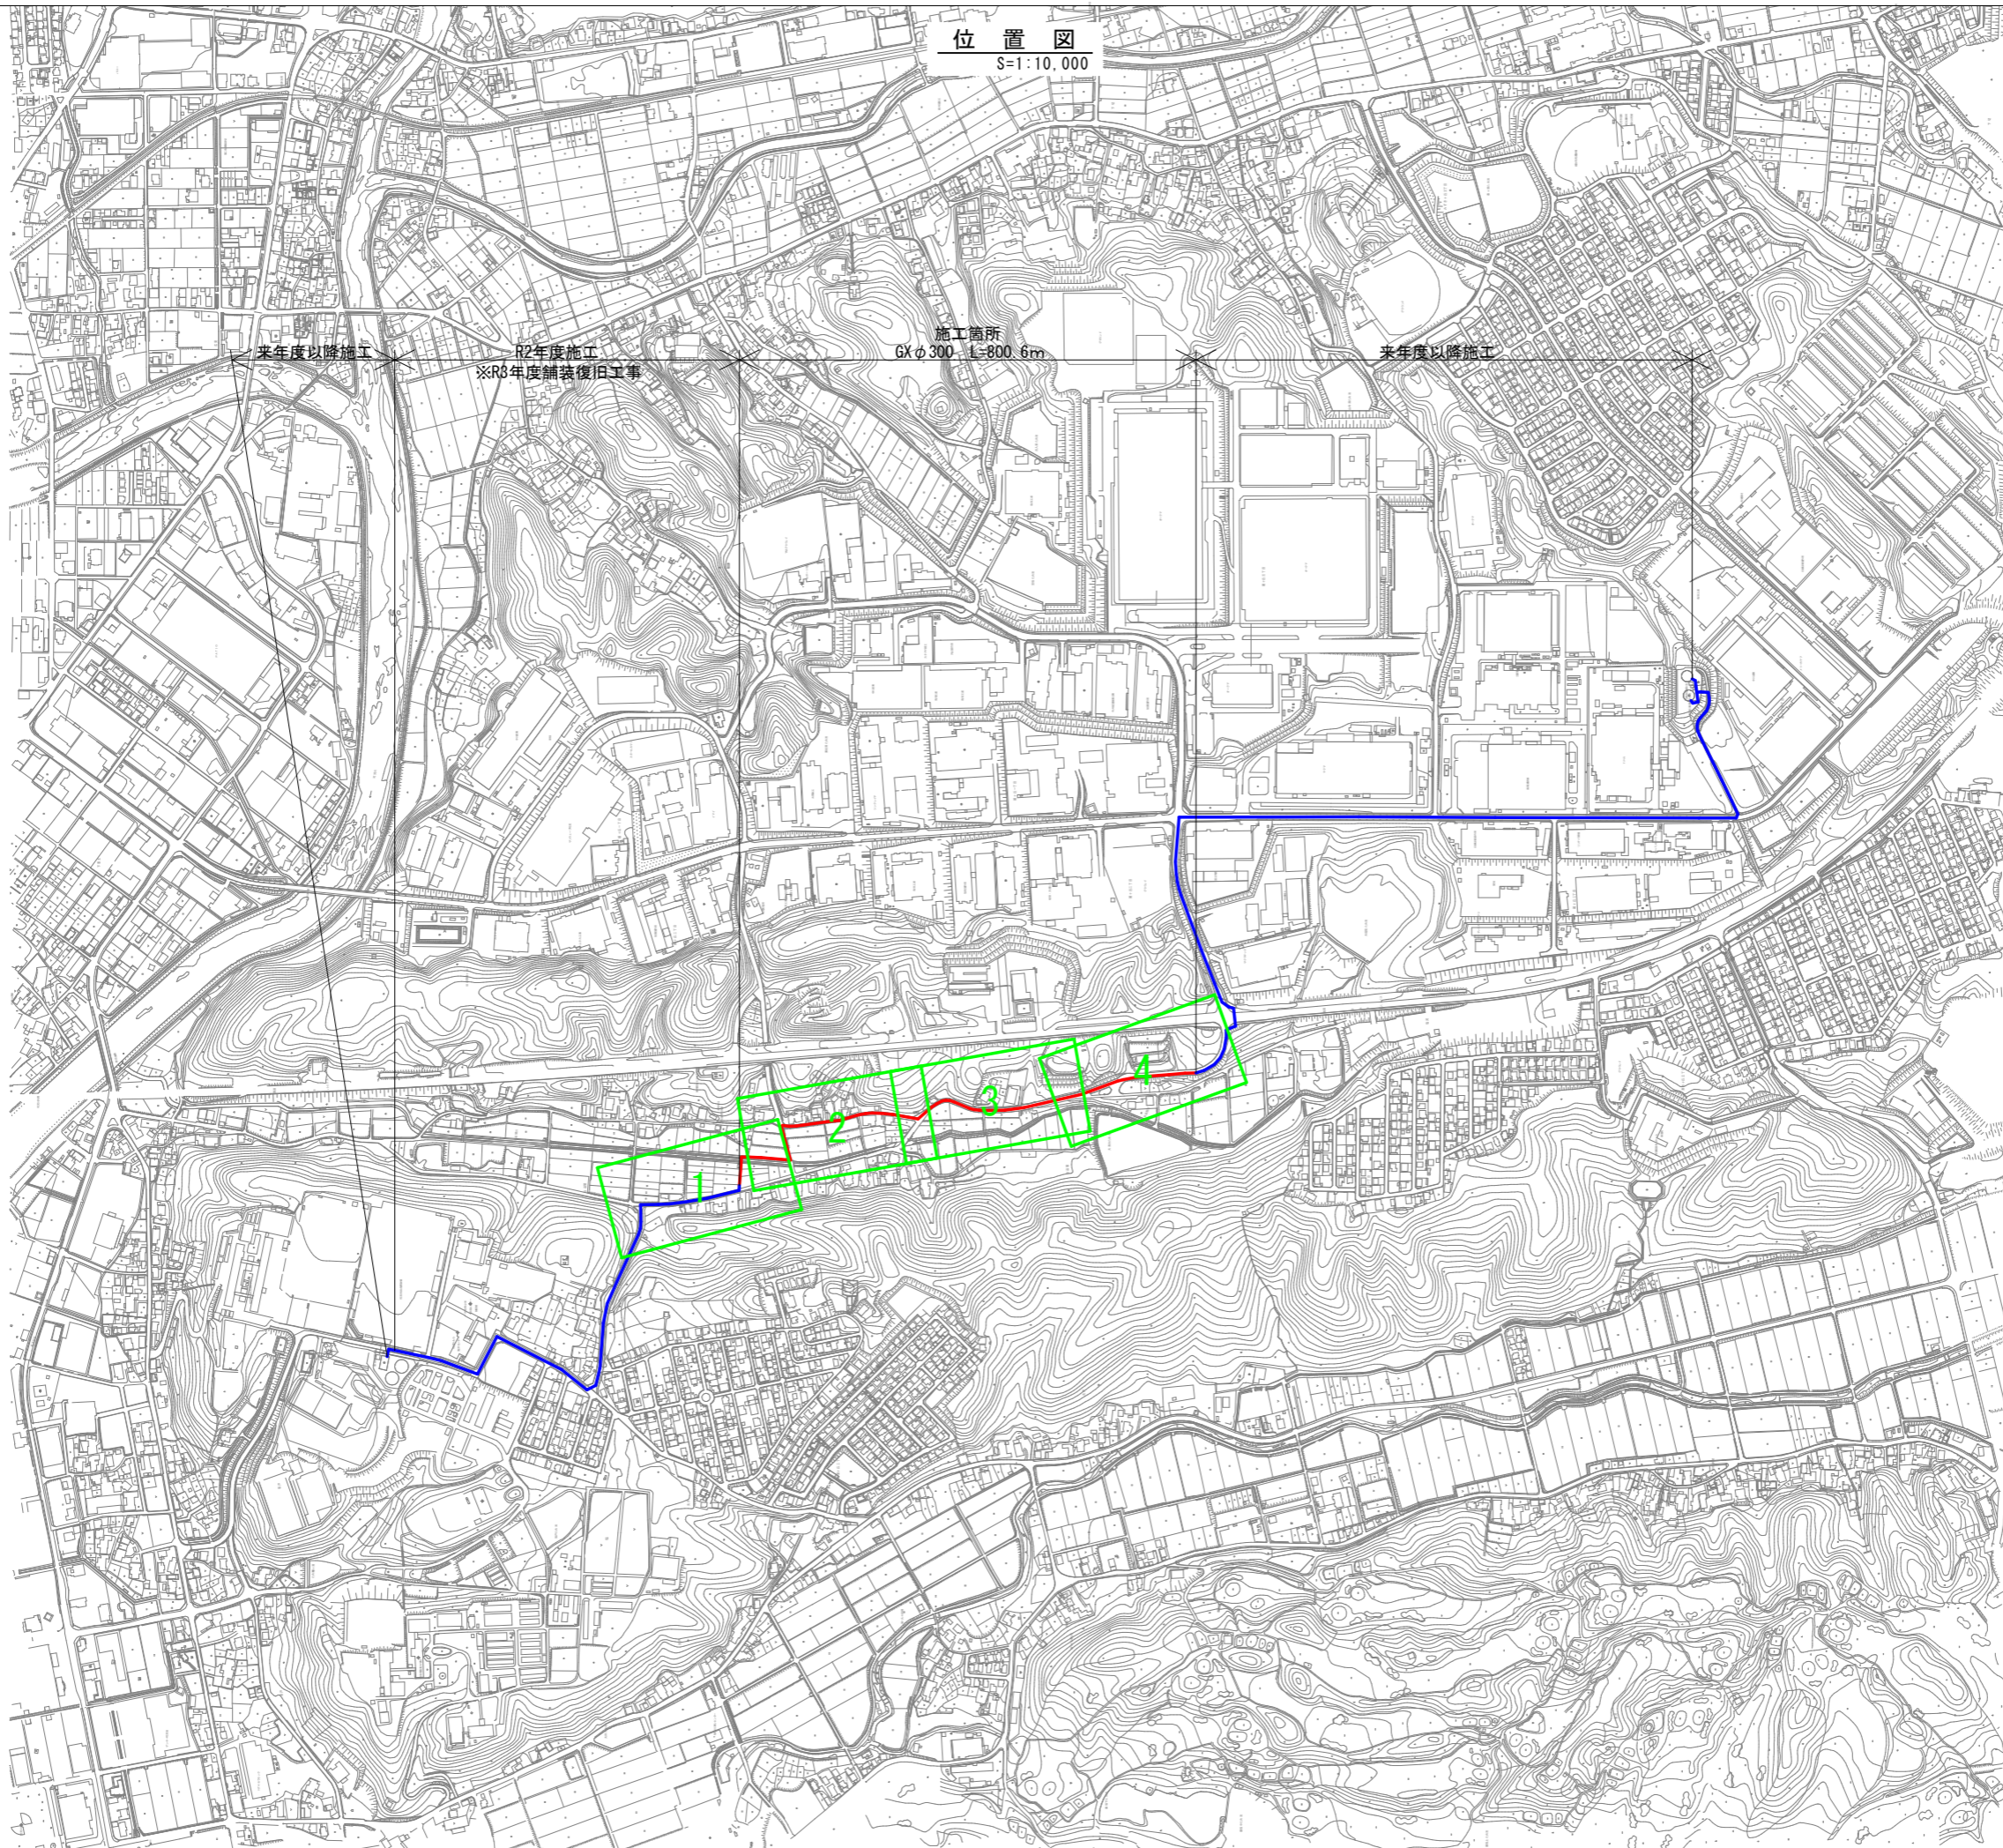 位 置 図
S=1:10,000
来年度以降施工
R2年度施工
※R3年度舗装復旧工事
施工箇所
GXφ300 L=800.6m
来年度以降施工
1
2
3
4